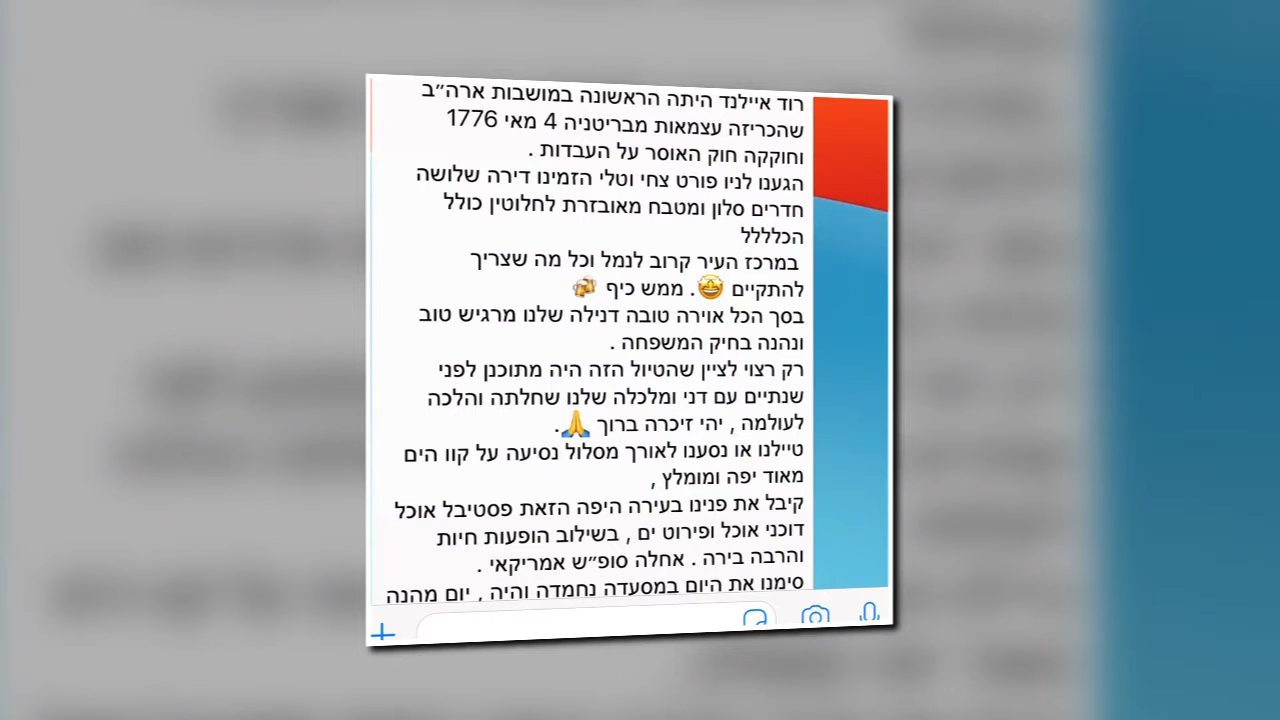 רוד איילנד היתה הראשונה במושבות ארה״ב
שהכריזה עצמאות מבריטניה 4 מאי 1776
וחוקקה חוק האוסר על העבדות .
הגענו לניו פורט צחי וטלי הזמינו דירה שלושה
חדרים סלון ומטבח מאובזרת לחלוטין כולל
הכלללל
במרכז העיר קרוב לנמל וכל מה שצריך
להתקיים 🤩. ממש כיף 🍻
בסך הכל אוירה טובה דנילה שלנו מרגיש טוב
ונהנה בחיק המשפחה .
רק רצוי לציין שהטיול הזה היה מתוכנן לפני
שנתיים עם דני ומלכלה שלנו שחלתה והלכה
לעולמה , יהי זיכרה ברוך 🙏.
טיילנו או נסענו לאורך מסלול נסיעה על קוו הים
מאוד יפה ומומלץ ,
קיבל את פנינו בעירה היפה הזאת פסטיבל אוכל
דוכני אוכל ופירוט ים , בשילוב הופעות חיות
והרבה בירה . אחלה סופ״ש אמריקאי .
סימנו את היום במסעדה נחמדה והיה , יום מהנה